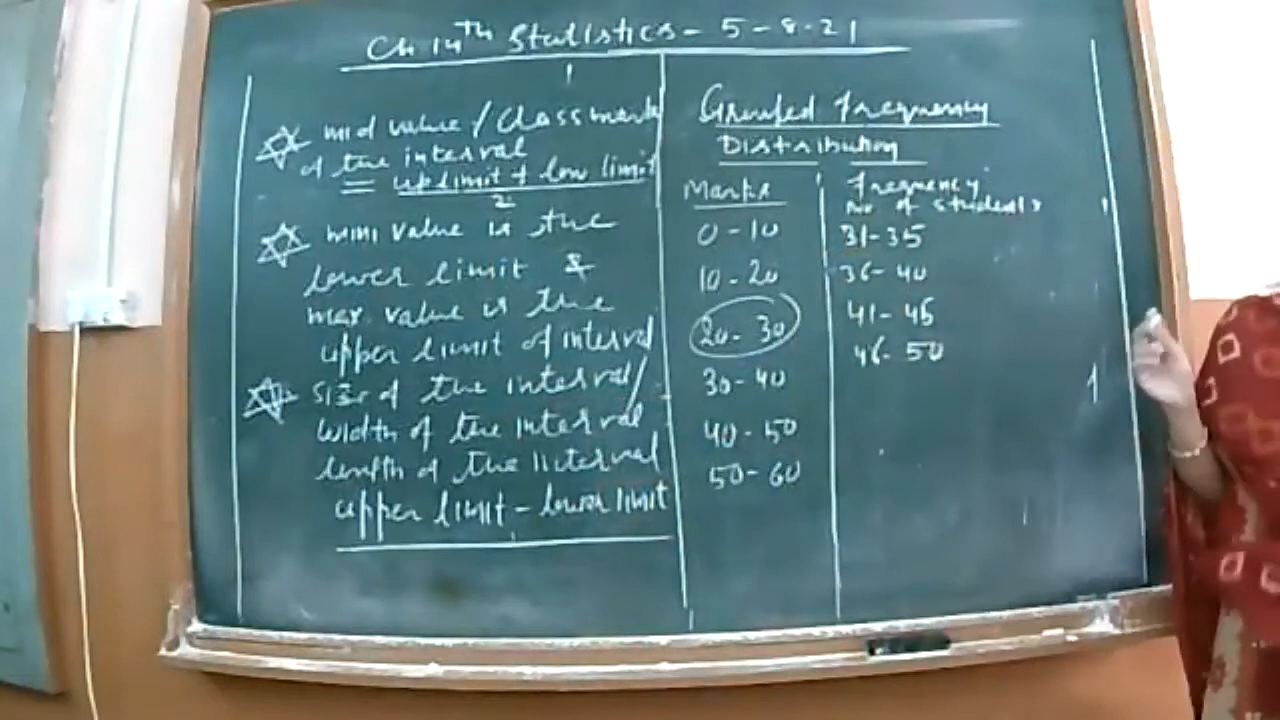 Ch 14th Statistics - 5-8-21
mid value / class mark
of the interval
= up limit + low limit
2
mini value is the
lower limit &
max. value is the
upper limit of interval
Size of the interval/
width of the interval
length of the interval
upper limit - lower limit
Grouped frequency
Distribution
Marks
0-10
10-20
20-30
30-40
40-50
50-60
Frequency
No of students
31-35
36-40
41-45
46-50